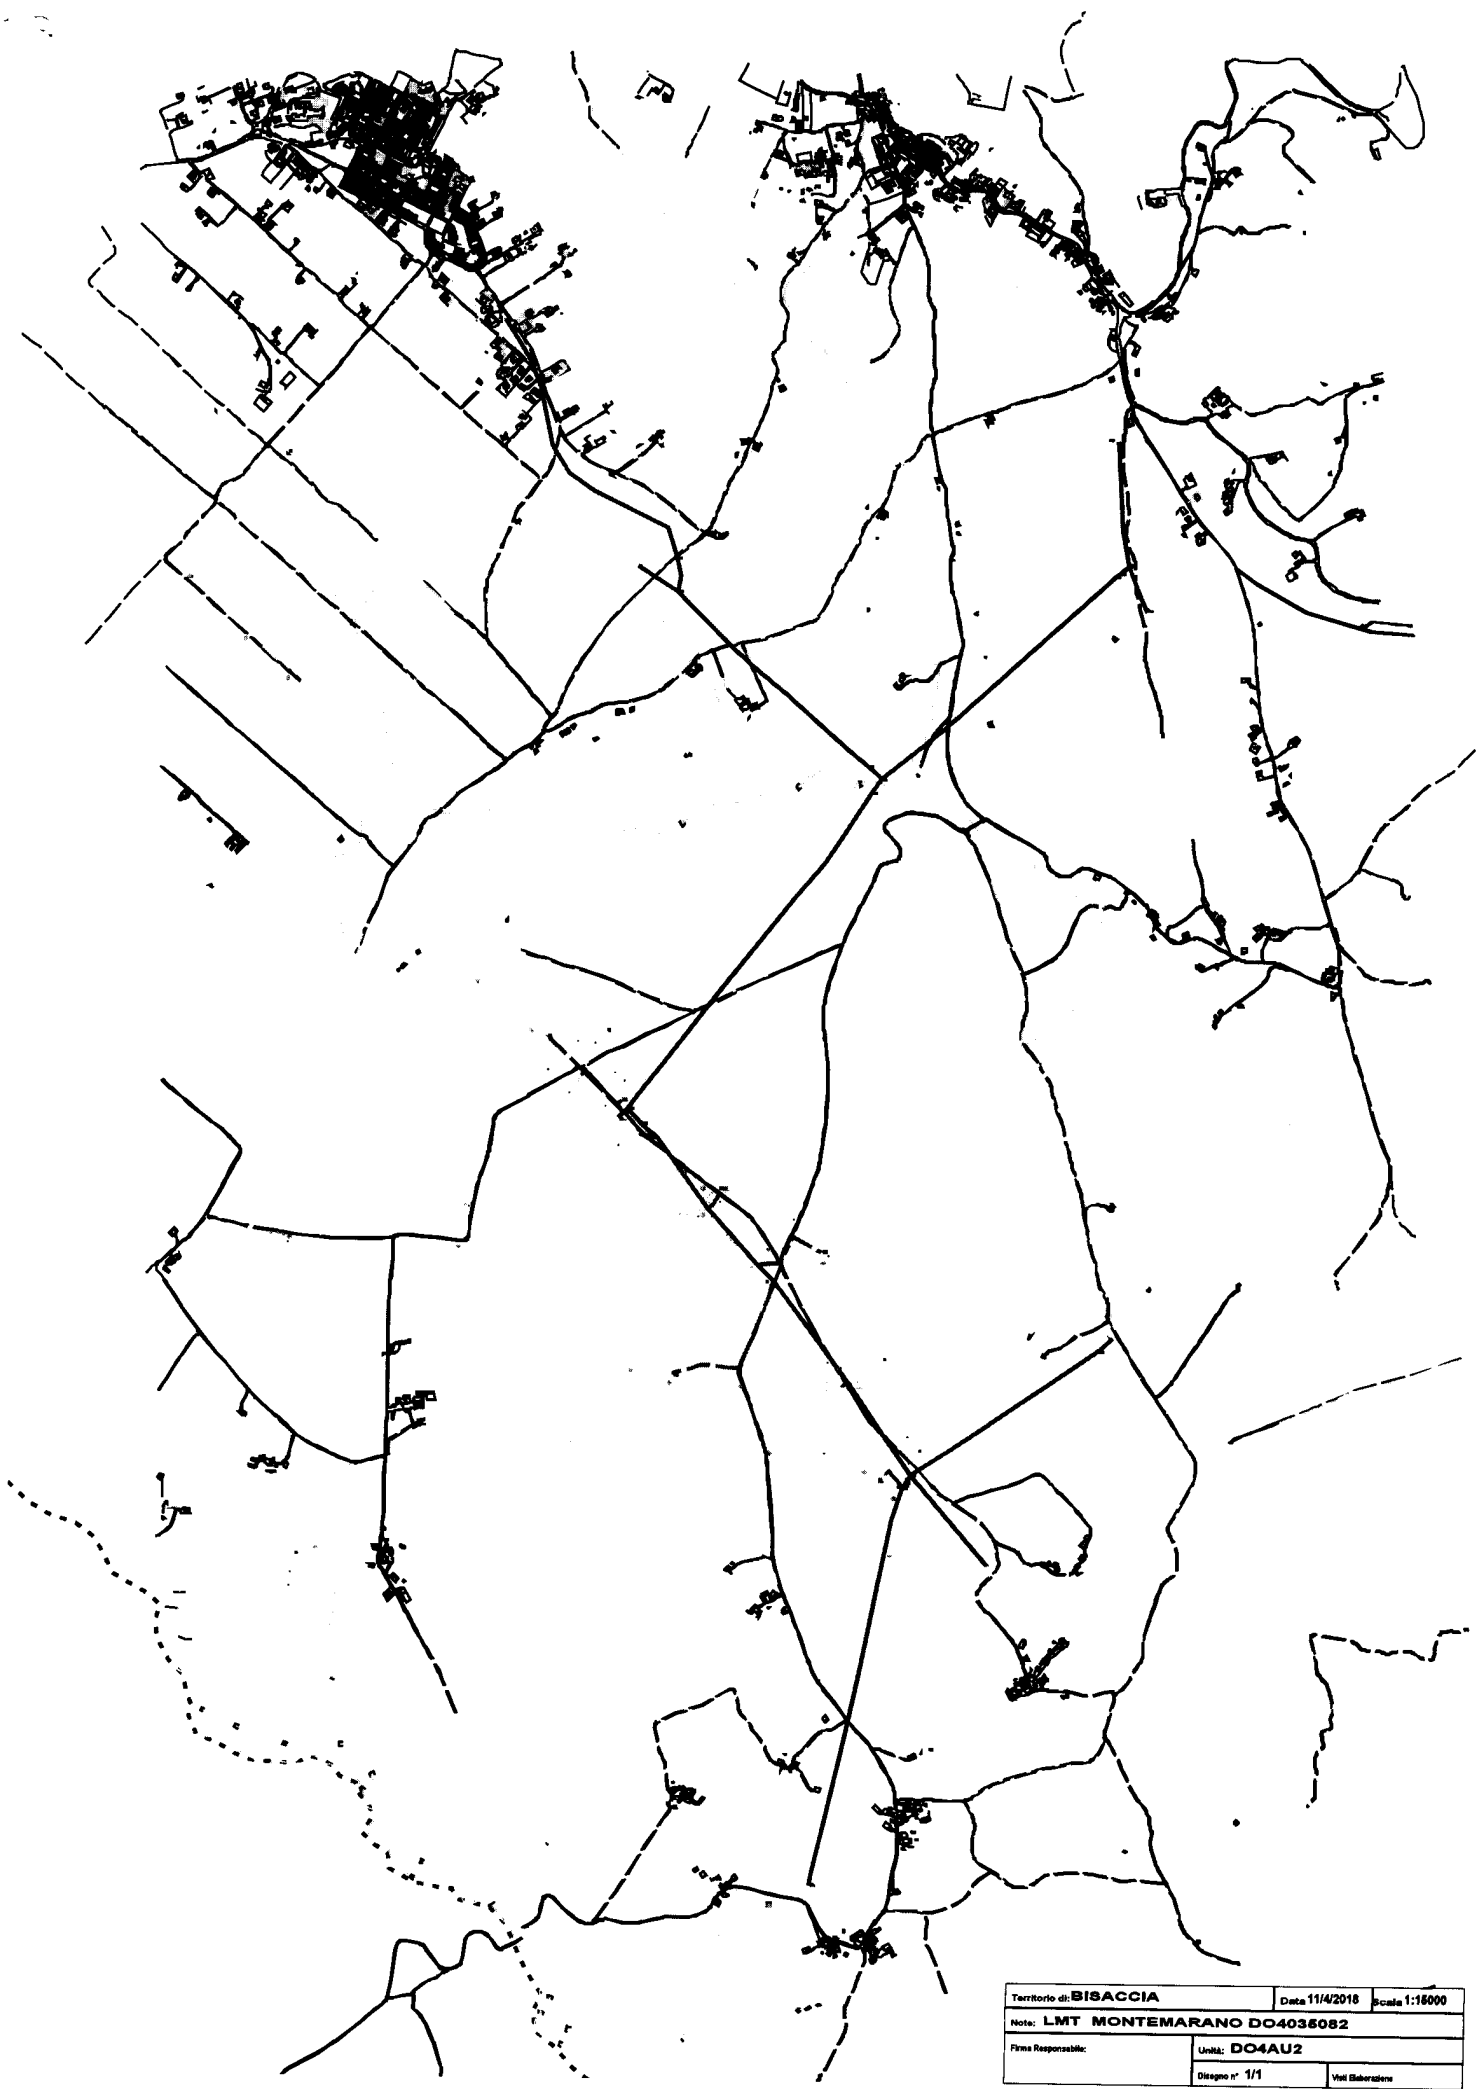 Territorio di: BISACCIA Data 11/4/2018 Scala 1:15000
Note: LMT MONTEMARANO DO4035082
Firma Responsabile: Unità: DO4AU2
Disegno n° 1/1 Visti Elaborazione